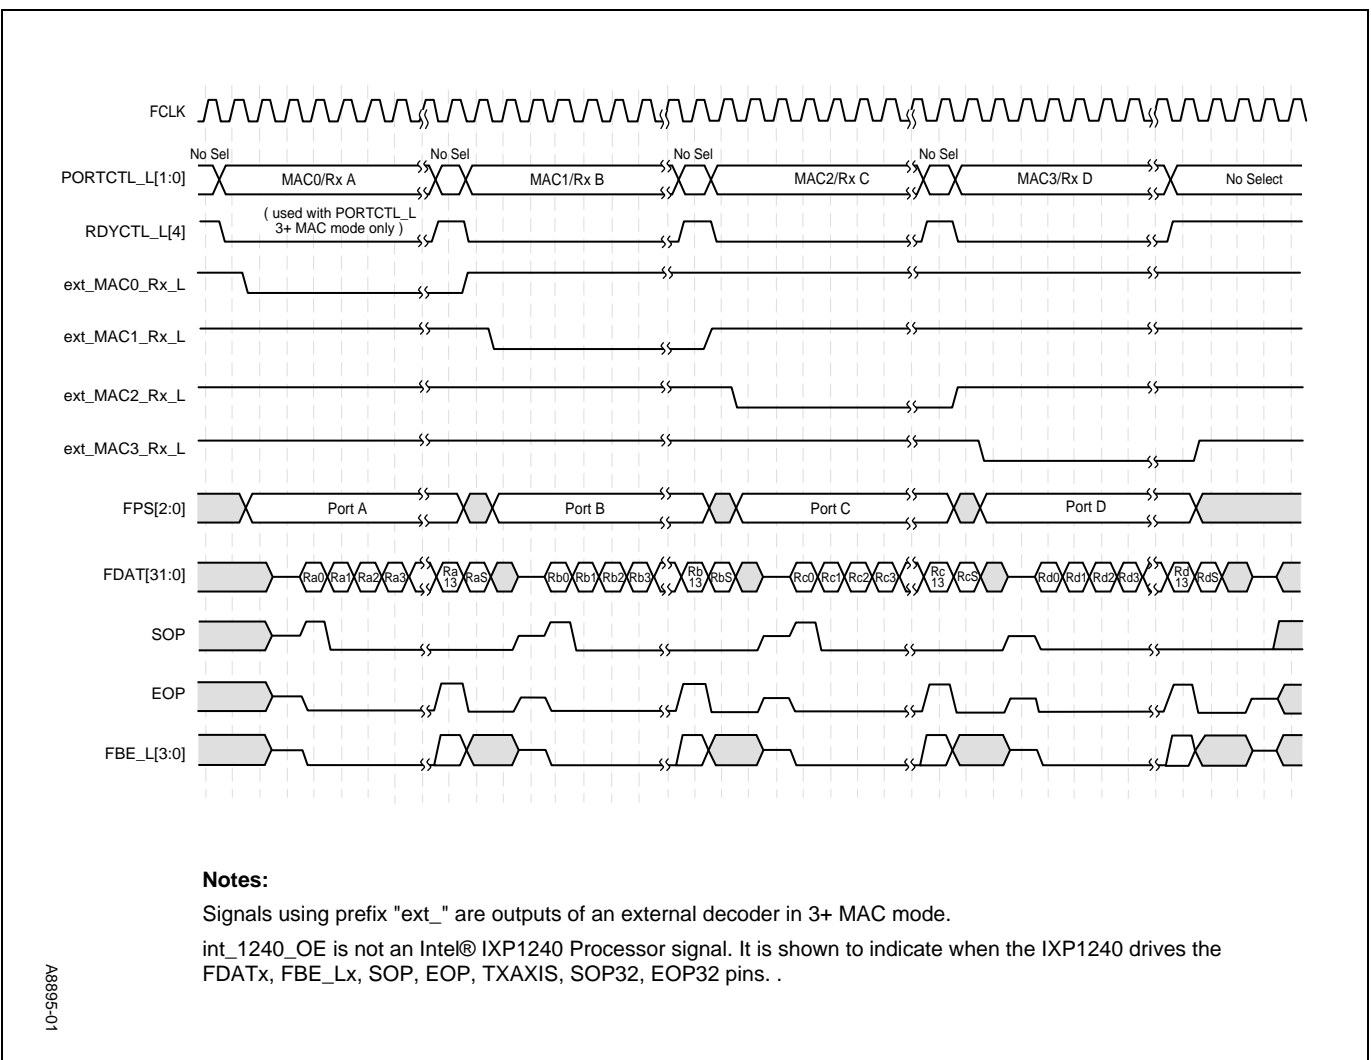 FCLK
No Sel No Sel No Sel No Sel
PORTCTL_L[1:0] MAC0/Rx A MAC1/Rx B MAC2/Rx C MAC3/Rx D No Select
RDYCTL_L[4] ( used with PORTCTL_L
3+ MAC mode only )
ext_MAC0_Rx_L
ext_MAC1_Rx_L
ext_MAC2_Rx_L
ext_MAC3_Rx_L
FPS[2:0] Port A Port B Port C Port D
FDAT[31:0] Ra0 Ra1 Ra2 Ra3 Ra 13 RaS Rb0 Rb1 Rb2 Rb3 Rb 13 RbS Rc0 Rc1 Rc2 Rc3 Rc 13 RcS Rd0 Rd1 Rd2 Rd3 Rd 13 RdS
SOP
EOP
FBE_L[3:0]
Notes:
Signals using prefix "ext_" are outputs of an external decoder in 3+ MAC mode.
int_1240_OE is not an Intel® IXP1240 Processor signal. It is shown to indicate when the IXP1240 drives the
FDATx, FBE_Lx, SOP, EOP, TXAXIS, SOP32, EOP32 pins. .
A8895-01